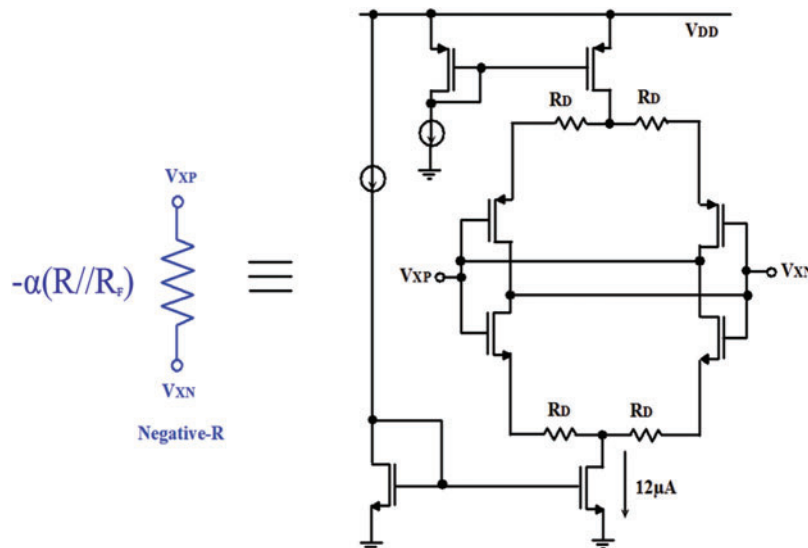 VDD
RD RD
VXP
-α(R//RF)
VXP
VXN
VXN
Negative-R
RD RD
12µA